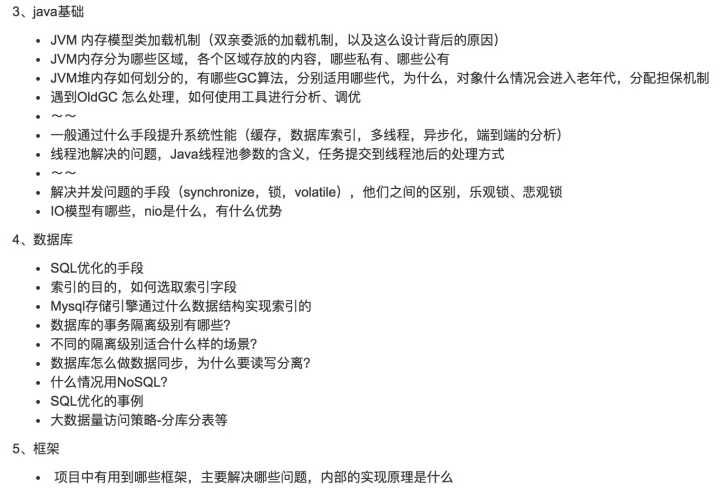 3、java基础
• JVM 内存模型类加载机制（双亲委派的加载机制，以及这么设计背后的原因）
• JVM内存分为哪些区域，各个区域存放的内容，哪些私有、哪些公有
• JVM堆内存如何划分的，有哪些GC算法，分别适用哪些代，为什么，对象什么情况会进入老年代，分配担保机制
• 遇到OldGC 怎么处理，如何使用工具进行分析、调优
• ～～
• 一般通过什么手段提升系统性能（缓存，数据库索引，多线程，异步化，端到端的分析）
• 线程池解决的问题，Java线程池参数的含义，任务提交到线程池后的处理方式
• ～～
• 解决并发问题的手段（synchronize，锁，volatile），他们之间的区别，乐观锁、悲观锁
• IO模型有哪些，nio是什么，有什么优势
4、数据库
• SQL优化的手段
• 索引的目的，如何选取索引字段
• Mysql存储引擎通过什么数据结构实现索引的
• 数据库的事务隔离级别有哪些？
• 不同的隔离级别适合什么样的场景？
• 数据库怎么做数据同步，为什么要读写分离？
• 什么情况用NoSQL？
• SQL优化的事例
• 大数据量访问策略-分库分表等
5、框架
• 项目中有用到哪些框架，主要解决哪些问题，内部的实现原理是什么